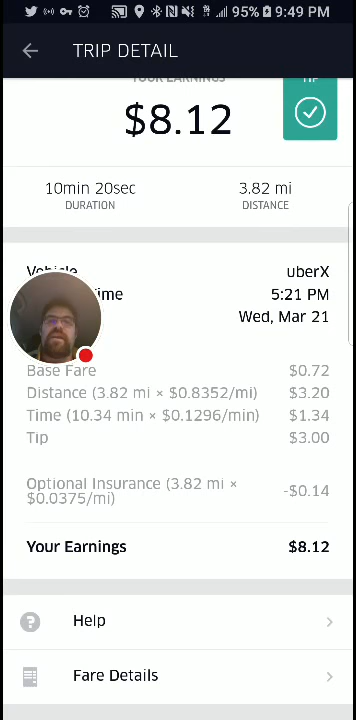 95% 9:49 PM
TRIP DETAIL
YOUR EARNINGS
TIP
$8.12
10min 20sec
3.82 mi
DURATION
DISTANCE
Vehicle
uberX
ime
5:21 PM
Wed, Mar 21
Base Fare
$0.72
Distance (3.82 mi × $0.8352/mi)
$3.20
Time (10.34 min × $0.1296/min)
$1.34
Tip
$3.00
Optional Insurance (3.82 mi ×
$0.0375/mi)
-$0.14
Your Earnings
$8.12
Help
Fare Details